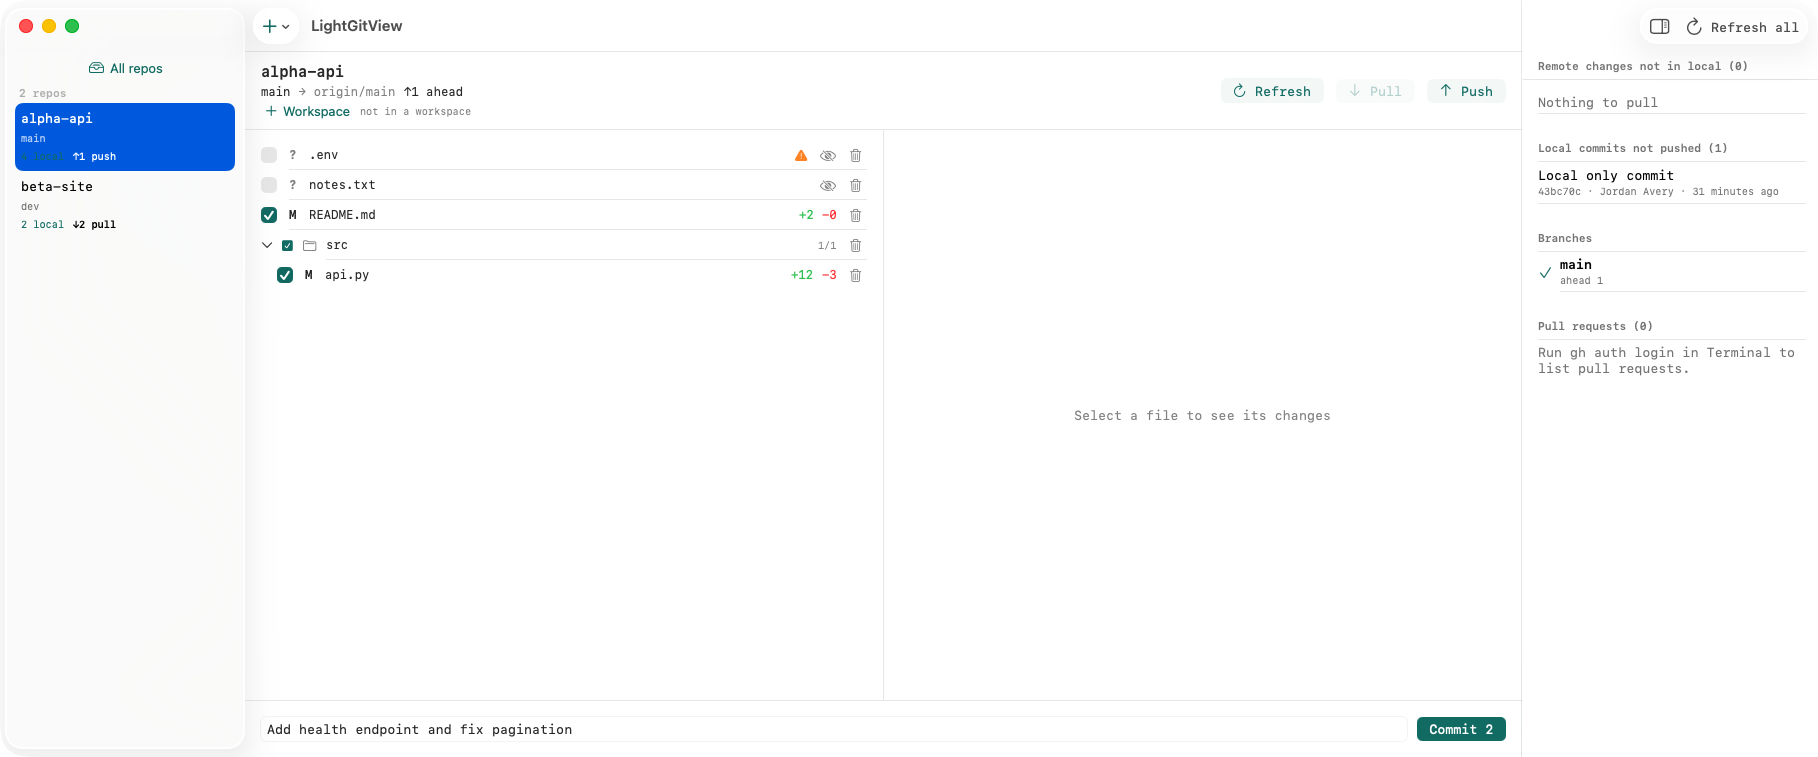 All repos
2 repos
alpha-api
main
local ↑1 push
beta-site
dev
2 local ↓2 pull
LightGitView
alpha-api
main → origin/main ↑1 ahead
+ Workspace not in a workspace
Refresh
Pull
Push
? .env
? notes.txt
M README.md +2 −0
src 1/1
M api.py +12 −3
Select a file to see its changes
Add health endpoint and fix pagination
Commit 2
Refresh all
Remote changes not in local (0)
Nothing to pull
Local commits not pushed (1)
Local only commit
43bc70c · Jordan Avery · 31 minutes ago
Branches
main
ahead 1
Pull requests (0)
Run gh auth login in Terminal to
list pull requests.